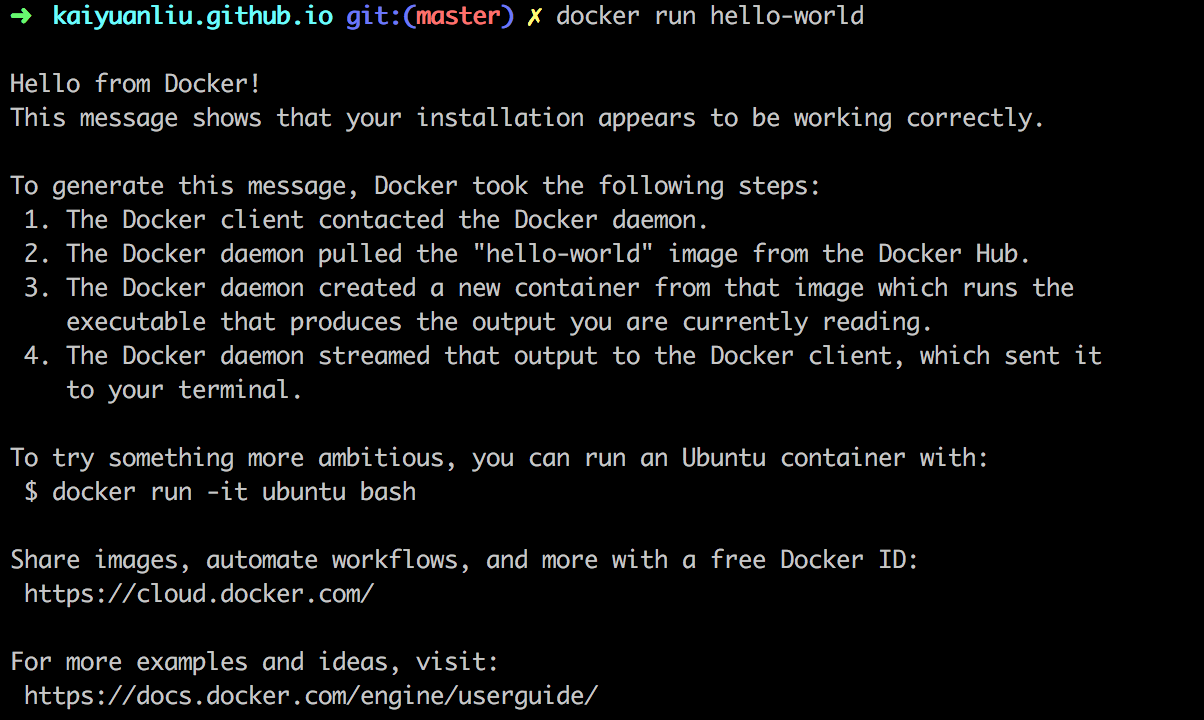 ➜ kaiyuanliu.github.io git:(master) ✗ docker run hello-world
Hello from Docker!
This message shows that your installation appears to be working correctly.
To generate this message, Docker took the following steps:
1. The Docker client contacted the Docker daemon.
2. The Docker daemon pulled the "hello-world" image from the Docker Hub.
3. The Docker daemon created a new container from that image which runs the
executable that produces the output you are currently reading.
4. The Docker daemon streamed that output to the Docker client, which sent it
to your terminal.
To try something more ambitious, you can run an Ubuntu container with:
$ docker run -it ubuntu bash
Share images, automate workflows, and more with a free Docker ID:
https://cloud.docker.com/
For more examples and ideas, visit:
https://docs.docker.com/engine/userguide/